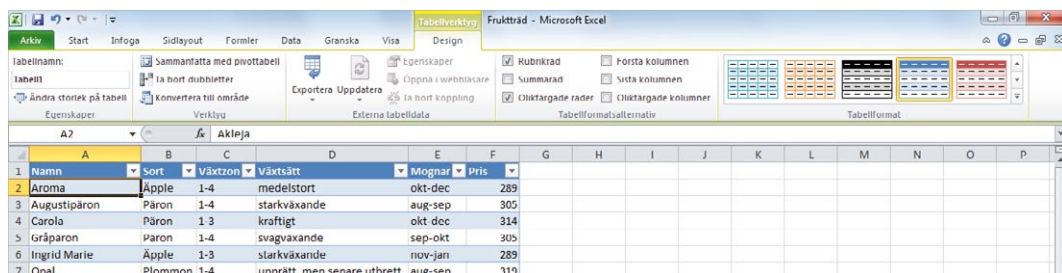 Tabellverktyg Fruktträd - Microsoft Excel
Arkiv Start Infoga Sidlayout Formler Data Granska Visa Design
Tabellnamn: Sammanfatta med pivottabell Egenskaper Rubrikrad Första kolumnen
Tabell1 Ta bort dubbletter Exportera Uppdatera Öppna i webbläsare Summarad Sista kolumnen
Ändra storlek på tabell Konvertera till område Ta bort koppling Olikfärgade rader Olikfärgade kolumner
Egenskaper Verktyg Externa tabelldata Tabellformatsalternativ Tabellformat
A2 fx Akleja
A B C D E F G H I J K L M N O P
1 Namn Sort Växtzon Växtsätt Mognar Pris
2 Aroma Äpple 1-4 medelstort okt-dec 289
3 Augustipäron Päron 1-4 starkväxande aug-sep 305
4 Carola Päron 1-3 kraftigt okt-dec 314
5 Gråpäron Päron 1-4 svagväxande sep-okt 305
6 Ingrid Marie Äpple 1-3 starkväxande nov-jan 289
7 Opal Plommon 1-4 upprätt, men senare utbrett aug-sep 319